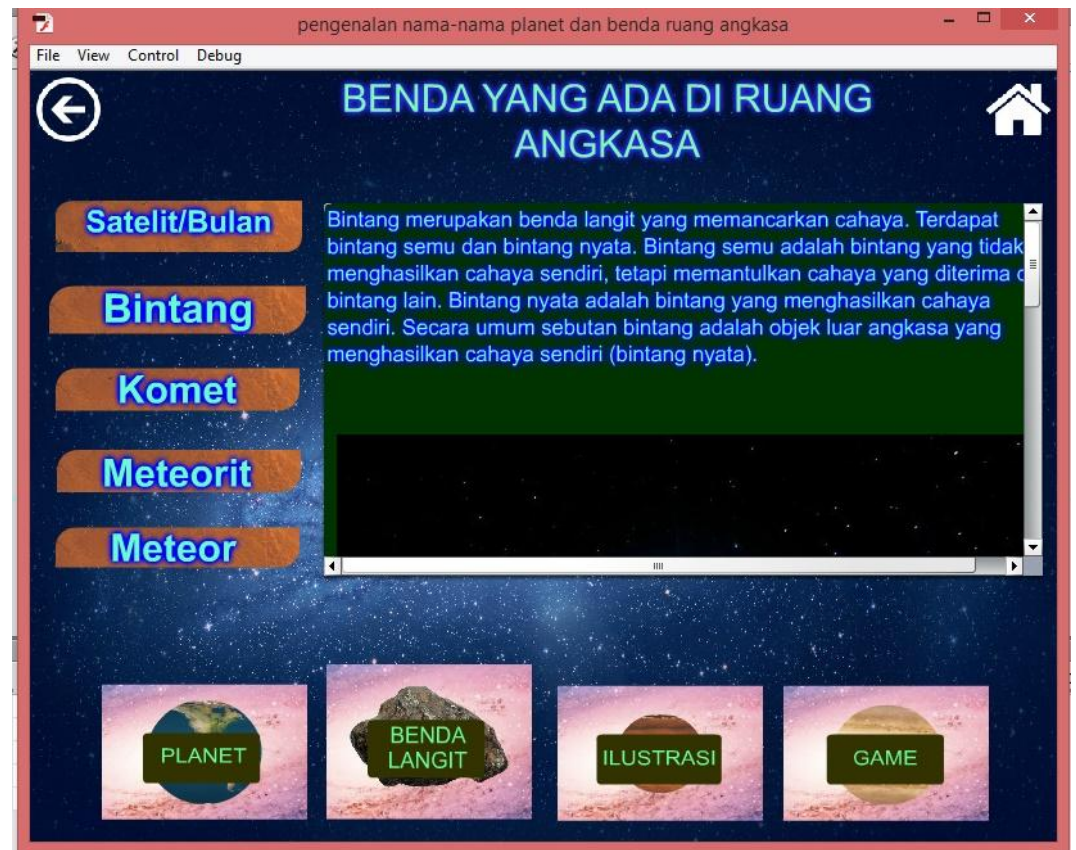 pengenalan nama-nama planet dan benda ruang angkasa
File View Control Debug
BENDA YANG ADA DI RUANG
ANGKASA
Satelit/Bulan
Bintang
Komet
Meteorit
Meteor
Bintang merupakan benda langit yang memancarkan cahaya. Terdapat
bintang semu dan bintang nyata. Bintang semu adalah bintang yang tidak
menghasilkan cahaya sendiri, tetapi memantulkan cahaya yang diterima
bintang lain. Bintang nyata adalah bintang yang menghasilkan cahaya
sendiri. Secara umum sebutan bintang adalah objek luar angkasa yang
menghasilkan cahaya sendiri (bintang nyata).
PLANET
BENDA
LANGIT
ILUSTRASI
GAME